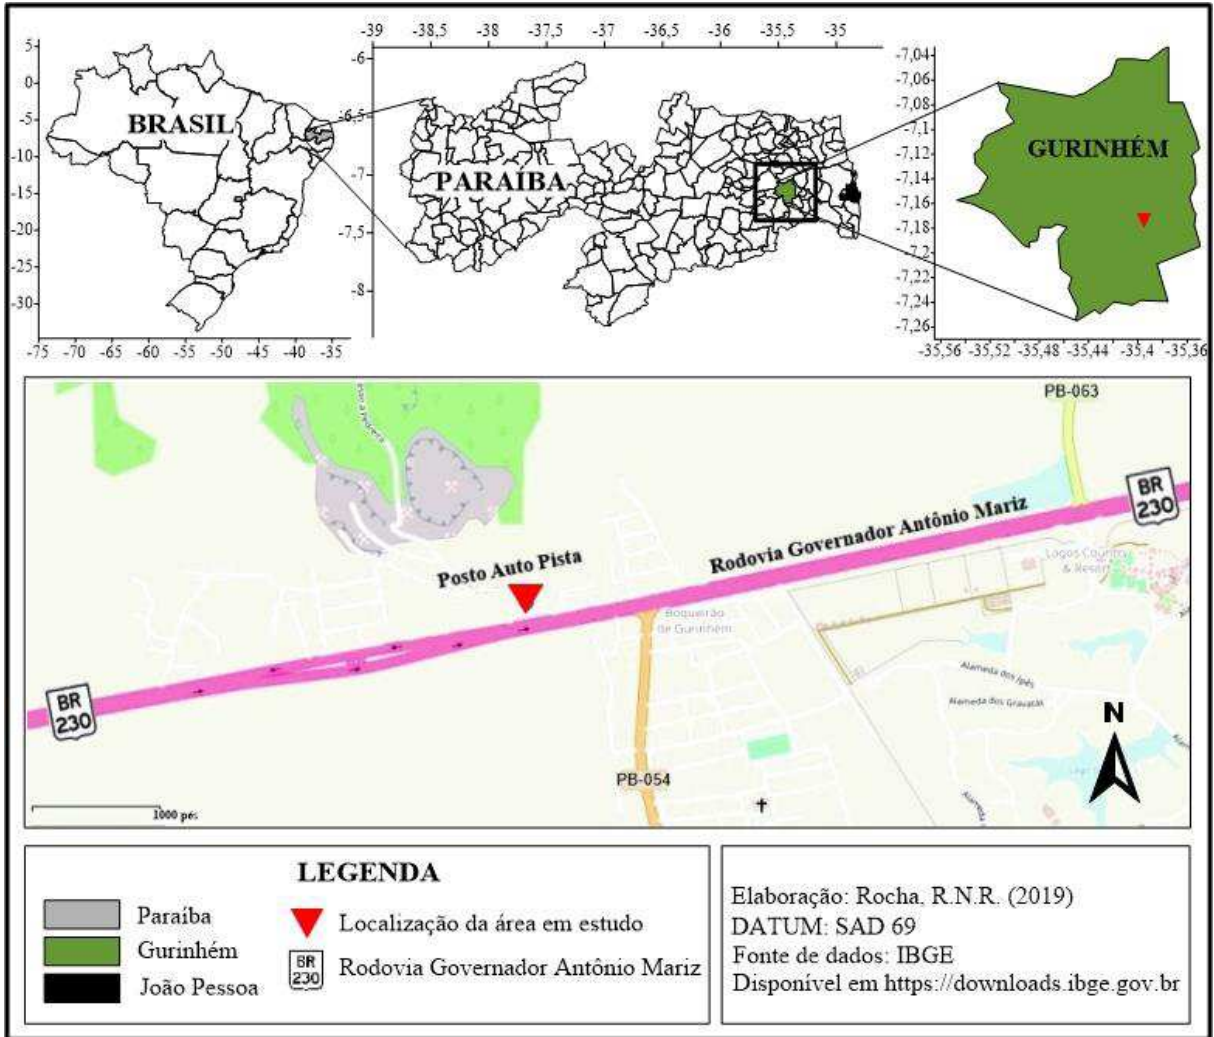 -39 -38,5 -38 -37,5 -37 -36,5 -36 -35,5 -35
5
0
-5
-10
-15
-20
-25
-30
-75 -70 -65 -60 -55 -50 -45 -40 -35
BRASIL
-6
-6,5
-7
-7,5
-8
PARAÍBA
-7,04
-7,06
-7,08
-7,1
-7,12
-7,14
-7,16
-7,18
-7,2
-7,22
-7,24
-7,26
-35,56 -35,52 -35,48 -35,44 -35,4 -35,36
GURINHÉM
PB-063
BR
230
Rodovia Governador Antônio Mariz
Posto Auto Pista
Lagos Country
& Resort
Boqueirão
de Gurinhém
Alameda dos Ipês
Alameda dos Gravatás
BR
230
PB-054
N
1000 pés
LEGENDA
Paraíba
Gurinhém
João Pessoa
Localização da área em estudo
BR
230
Rodovia Governador Antônio Mariz
Elaboração: Rocha, R.N.R. (2019)
DATUM: SAD 69
Fonte de dados: IBGE
Disponível em https://downloads.ibge.gov.br